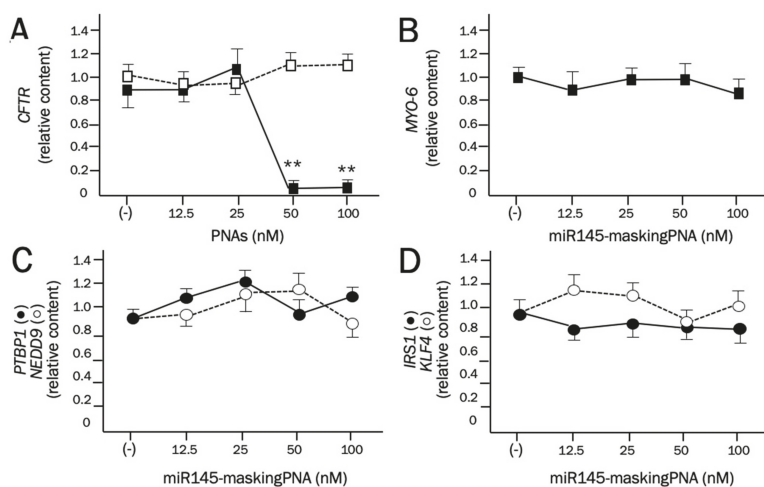 A
CFTR
(relative content)
1.4
1.2
1.0
0.8
0.6
0.4
0.2
0
** **
(-) 12.5 25 50 100
PNAs (nM)
B
MYO-6
(relative content)
1.4
1.2
1.0
0.8
0.6
0.4
0.2
0
(-) 12.5 25 50 100
miR145-maskingPNA (nM)
C
PTBP1 (●)
NEDD9 (○)
(relative content)
1.4
1.2
1.0
0.8
0.6
0.4
0.2
0
(-) 12.5 25 50 100
miR145-maskingPNA (nM)
D
IRS1 (●)
KLF4 (○)
(relative content)
1.4
1.2
1.0
0.8
0.6
0.4
0.2
0
(-) 12.5 25 50 100
miR145-maskingPNA (nM)